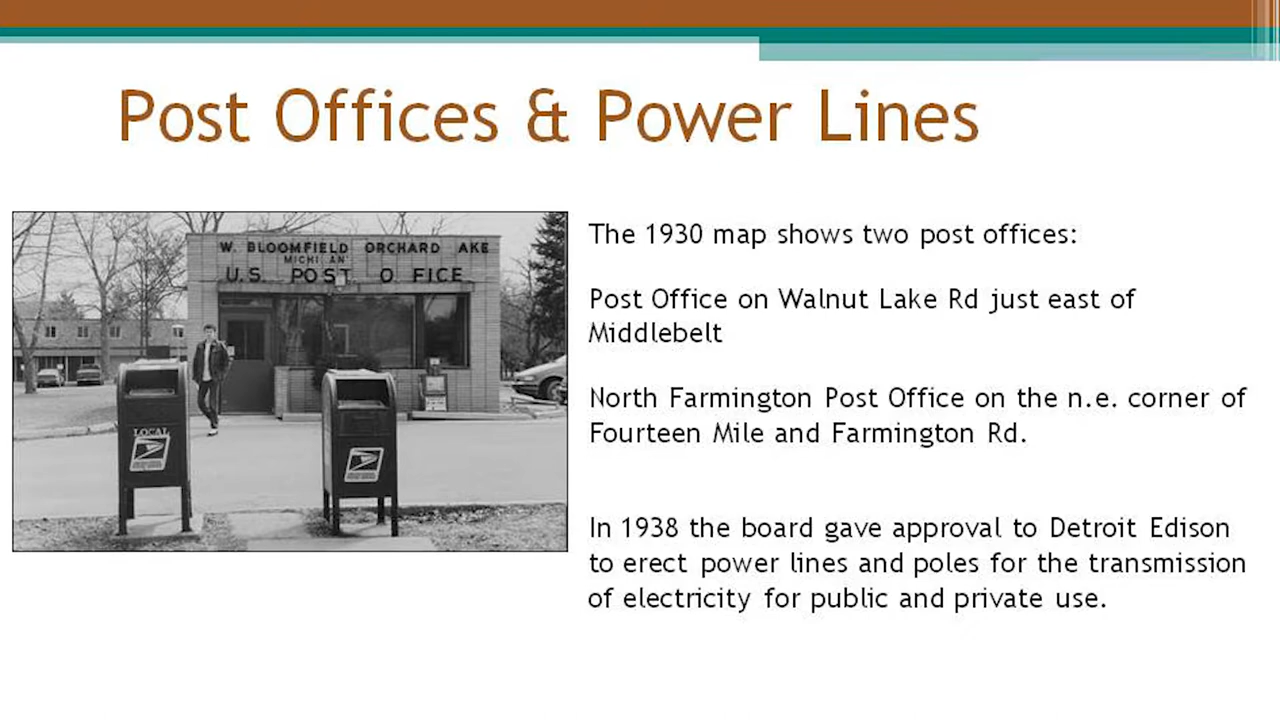 Post Offices & Power Lines
W. BLOOMFIELD ORCHARD AKE
MICHI AN
U.S. POST O FICE
LOCAL
The 1930 map shows two post offices:
Post Office on Walnut Lake Rd just east of
Middlebelt
North Farmington Post Office on the n.e. corner of
Fourteen Mile and Farmington Rd.
In 1938 the board gave approval to Detroit Edison
to erect power lines and poles for the transmission
of electricity for public and private use.